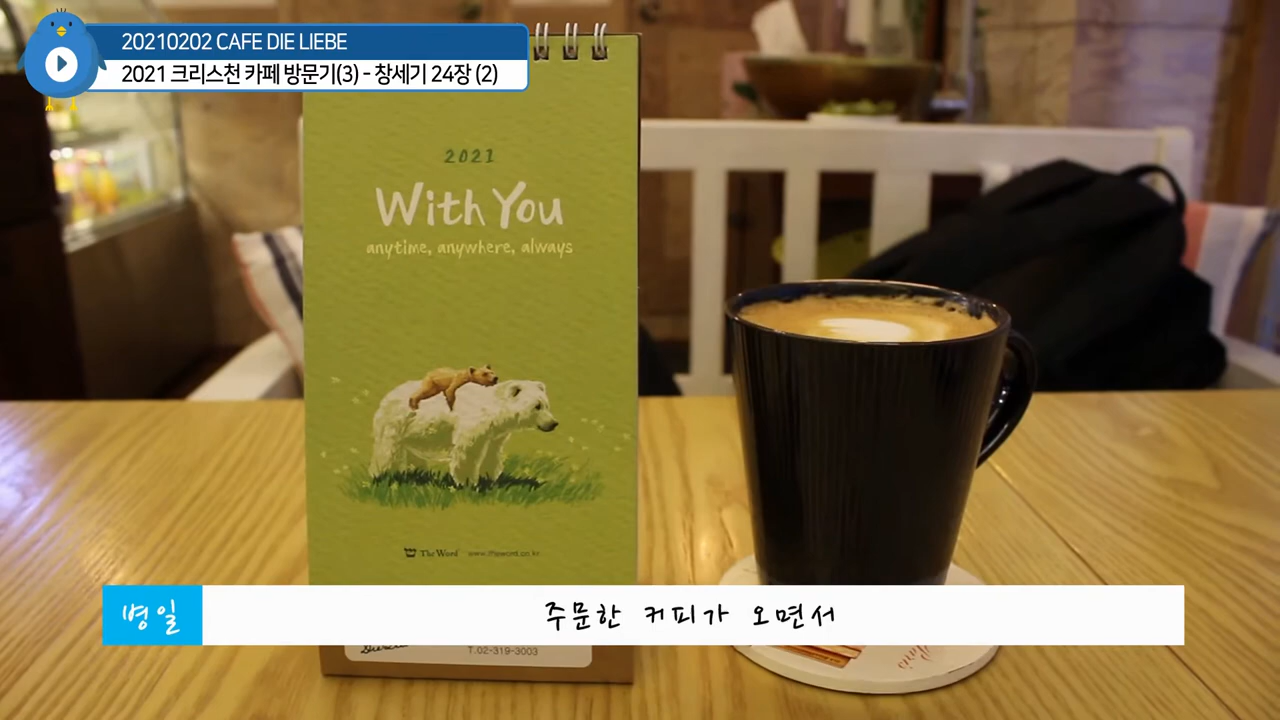 20210202 CAFE DIE LIEBE
2021 크리스천 카페 방문기(3) - 창세기 24장 (2)
2021
With You
anytime, anywhere, always
The Word www.theword.co.kr
병일
주문한 커피가 오면서
T.02-319-3003